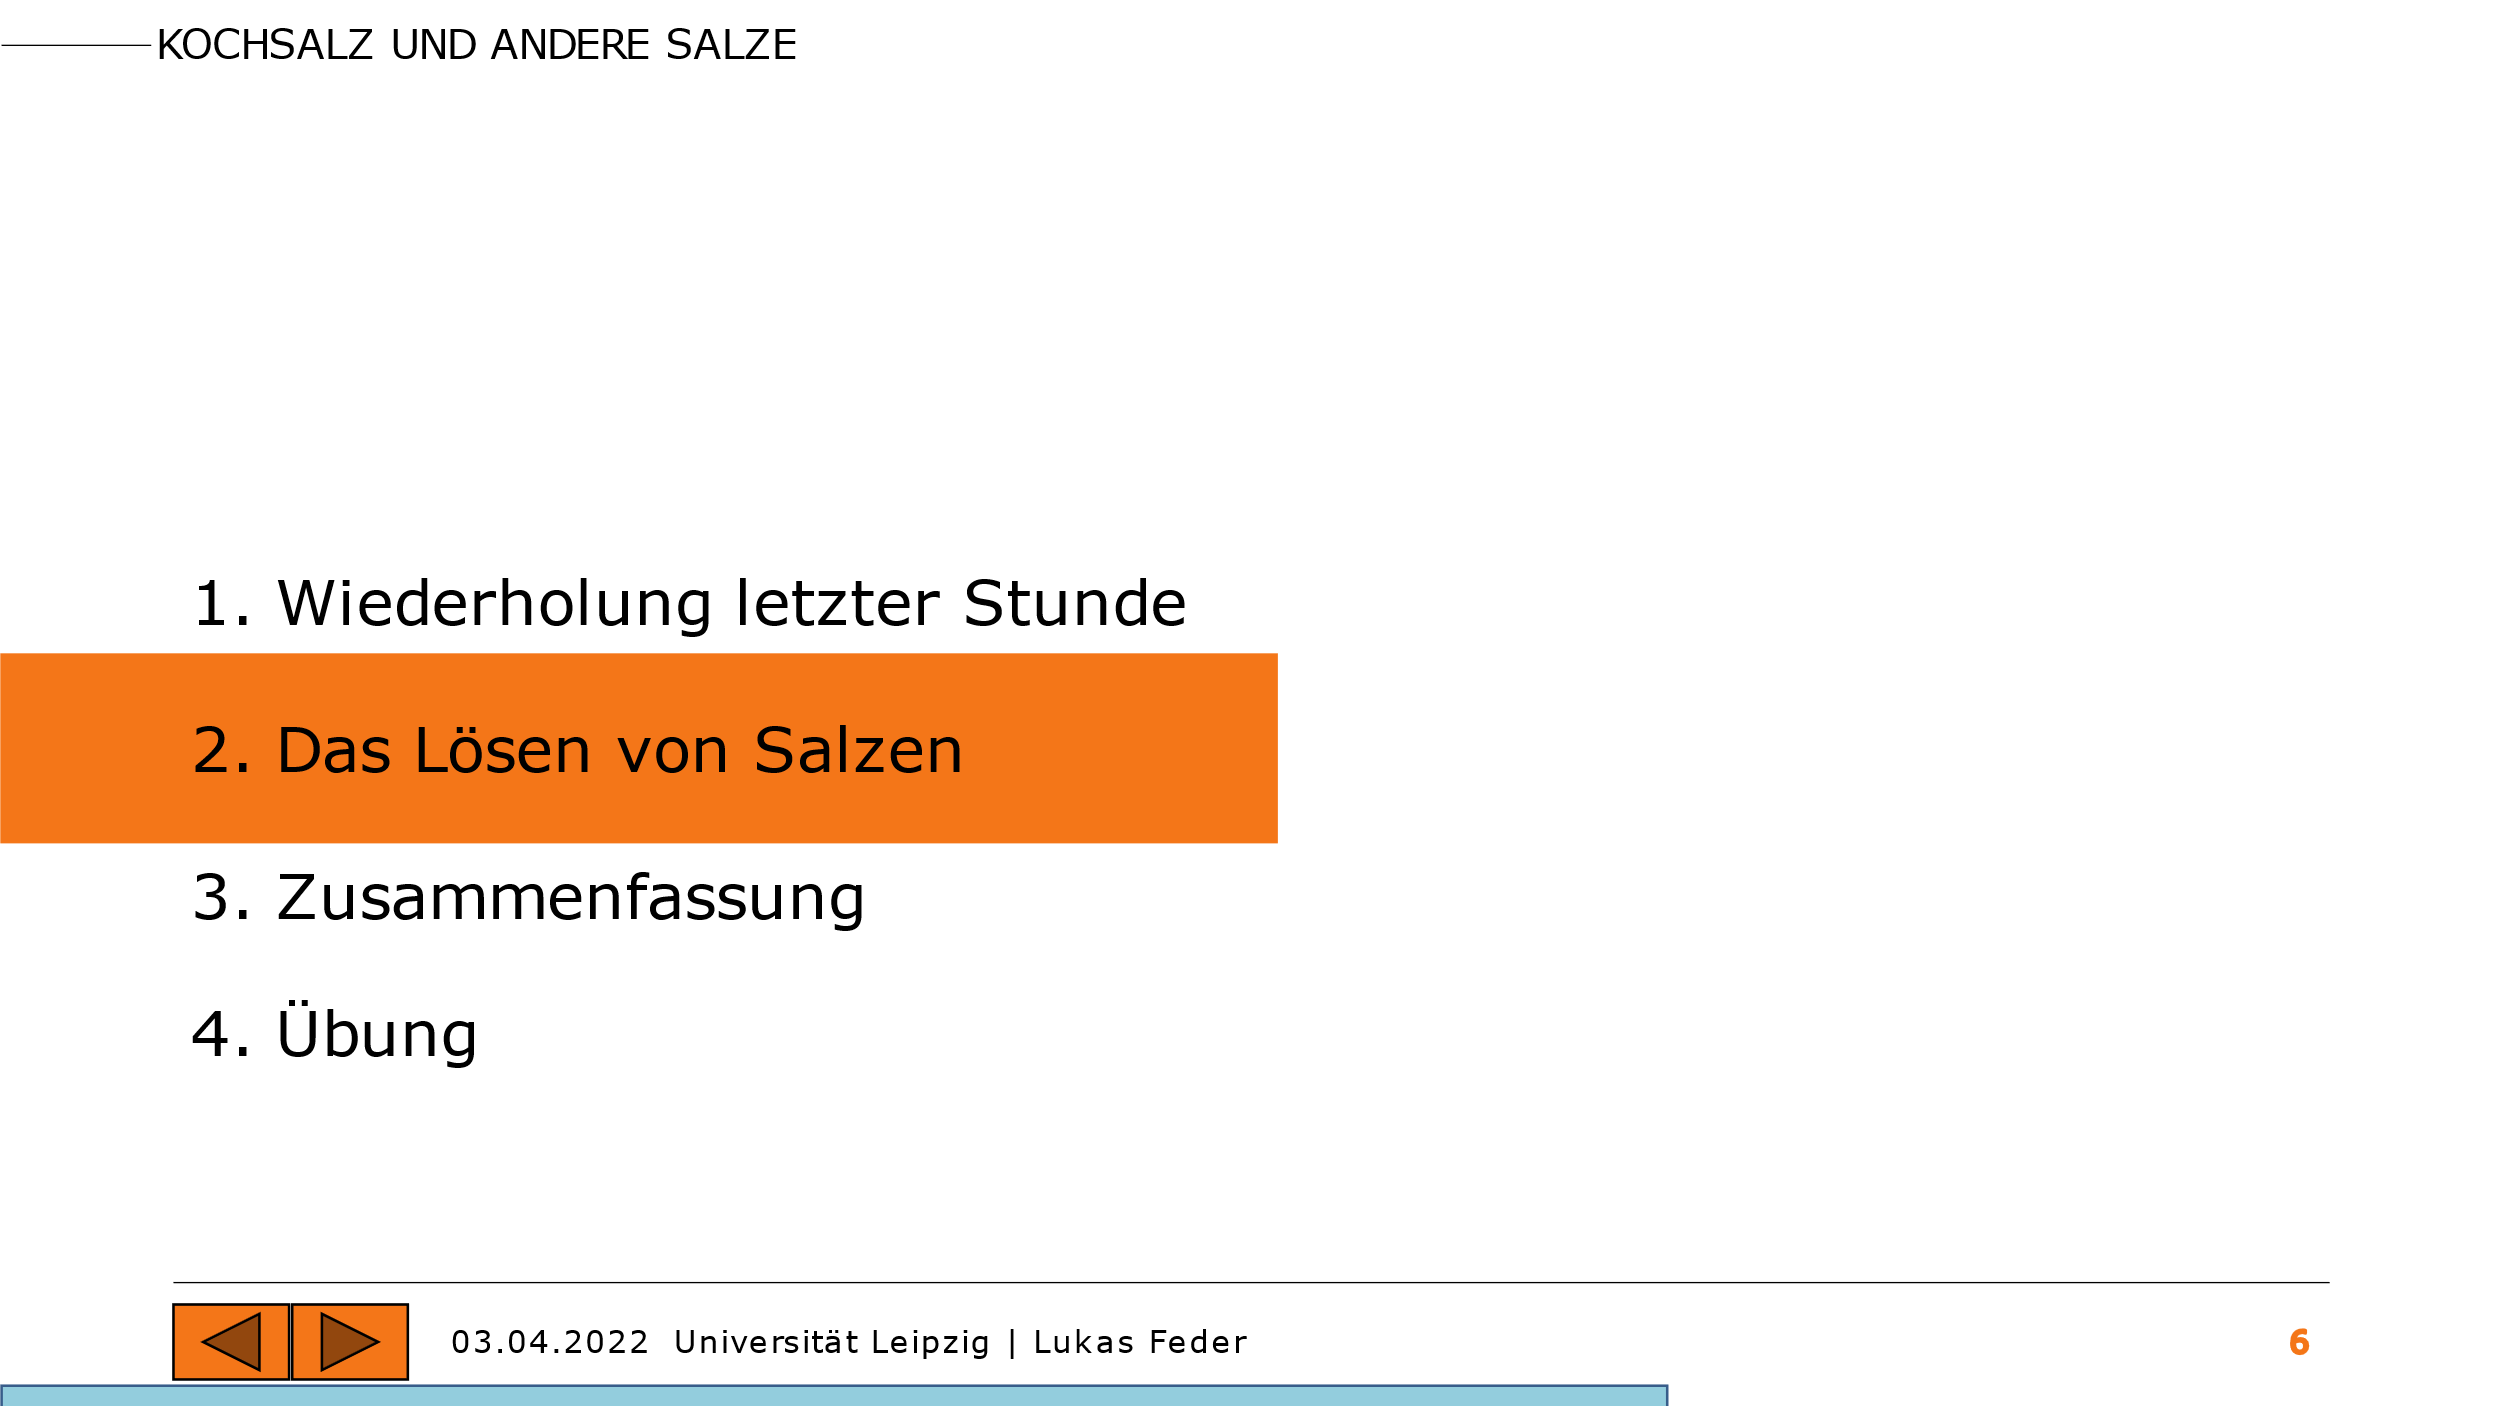 KOCHSALZ UND ANDERE SALZE
1. Wiederholung letzter Stunde
2. Das Lösen von Salzen
3. Zusammenfassung
4. Übung
03.04.2022 Universität Leipzig | Lukas Feder
6